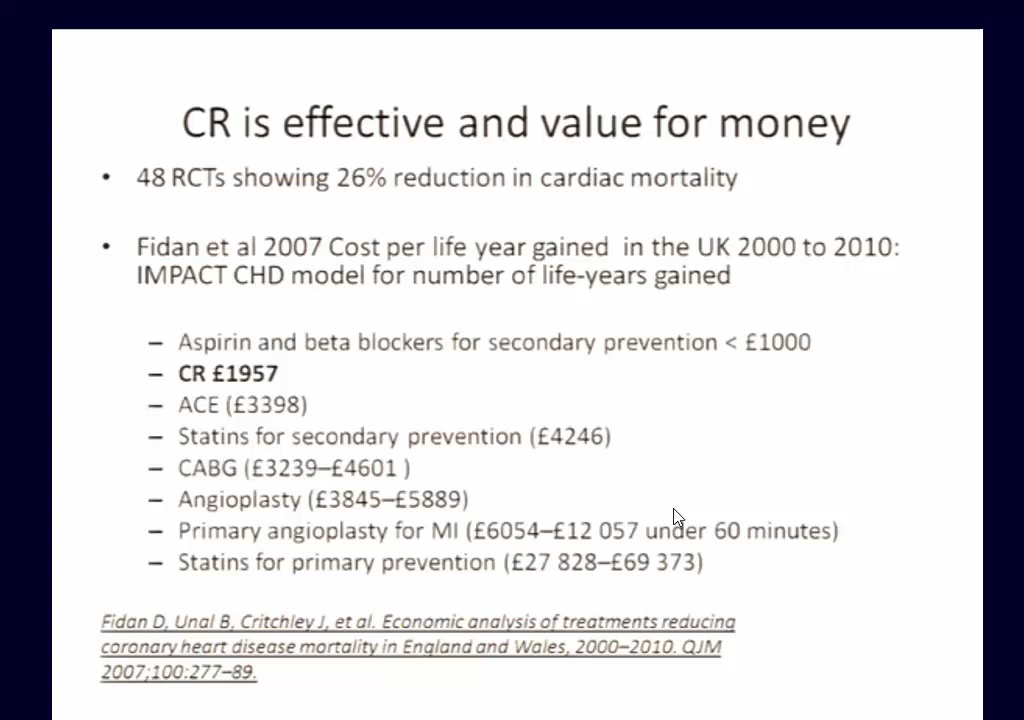 CR is effective and value for money
• 48 RCTs showing 26% reduction in cardiac mortality
• Fidan et al 2007 Cost per life year gained in the UK 2000 to 2010:
IMPACT CHD model for number of life-years gained
– Aspirin and beta blockers for secondary prevention < £1000
– CR £1957
– ACE (£3398)
– Statins for secondary prevention (£4246)
– CABG (£3239–£4601 )
– Angioplasty (£3845–£5889)
– Primary angioplasty for MI (£6054–£12 057 under 60 minutes)
– Statins for primary prevention (£27 828–£69 373)
Fidan D, Unal B, Critchley J, et al. Economic analysis of treatments reducing
coronary heart disease mortality in England and Wales, 2000–2010. QJM
2007;100:277–89.